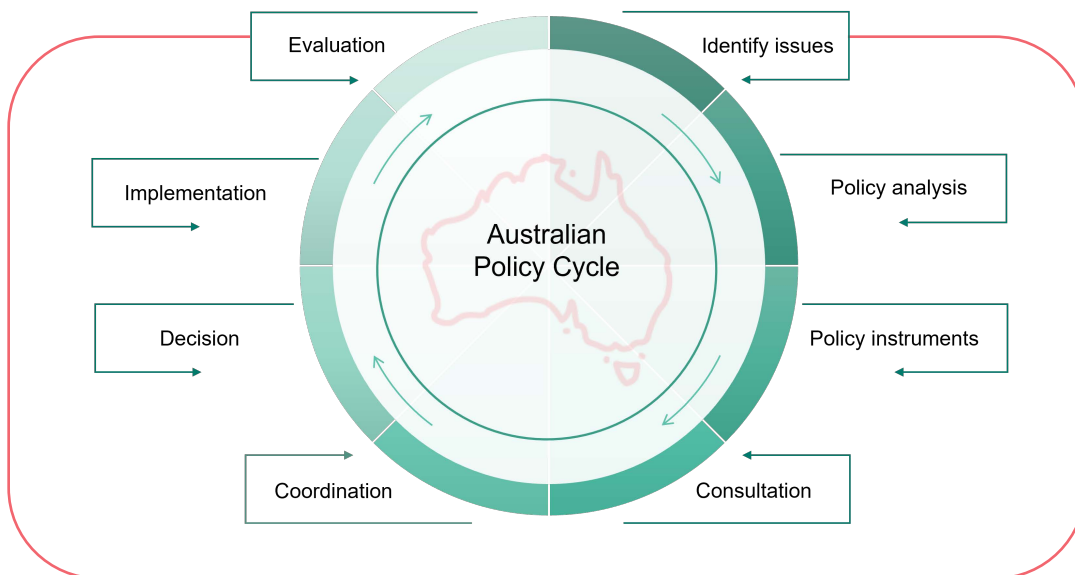 Evaluation
Identify issues
Implementation
Policy analysis
Australian
Policy Cycle
Decision
Policy instruments
Coordination
Consultation